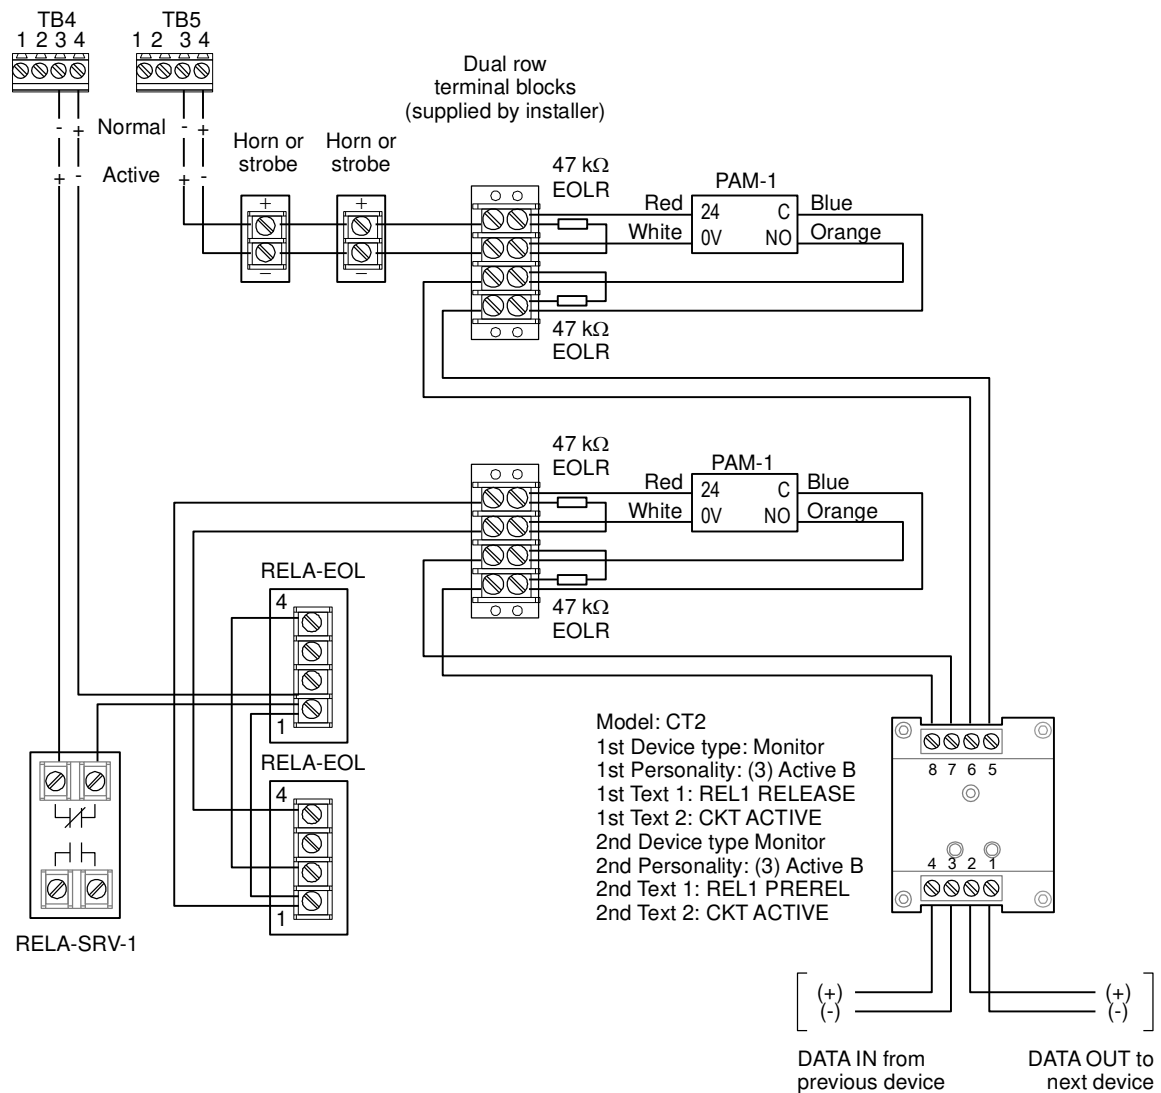 TB4
TB5
1 2 3 4
1 2 3 4
- + Normal - +
+ - Active + -
Dual row
terminal blocks
(supplied by installer)
Horn or
strobe
Horn or
strobe
+
–
+
–
47 kΩ
EOLR
PAM-1
Red
24
C
Blue
White
0V
NO
Orange
47 kΩ
EOLR
47 kΩ
EOLR
PAM-1
Red
24
C
Blue
White
0V
NO
Orange
47 kΩ
EOLR
RELA-EOL
4
1
RELA-EOL
4
1
RELA-SRV-1
Model: CT2
1st Device type: Monitor
1st Personality: (3) Active B
1st Text 1: REL1 RELEASE
1st Text 2: CKT ACTIVE
2nd Device type Monitor
2nd Personality: (3) Active B
2nd Text 1: REL1 PREREL
2nd Text 2: CKT ACTIVE
8 7 6 5
4 3 2 1
(+)
(-)
(+)
(-)
DATA IN from
previous device
DATA OUT to
next device